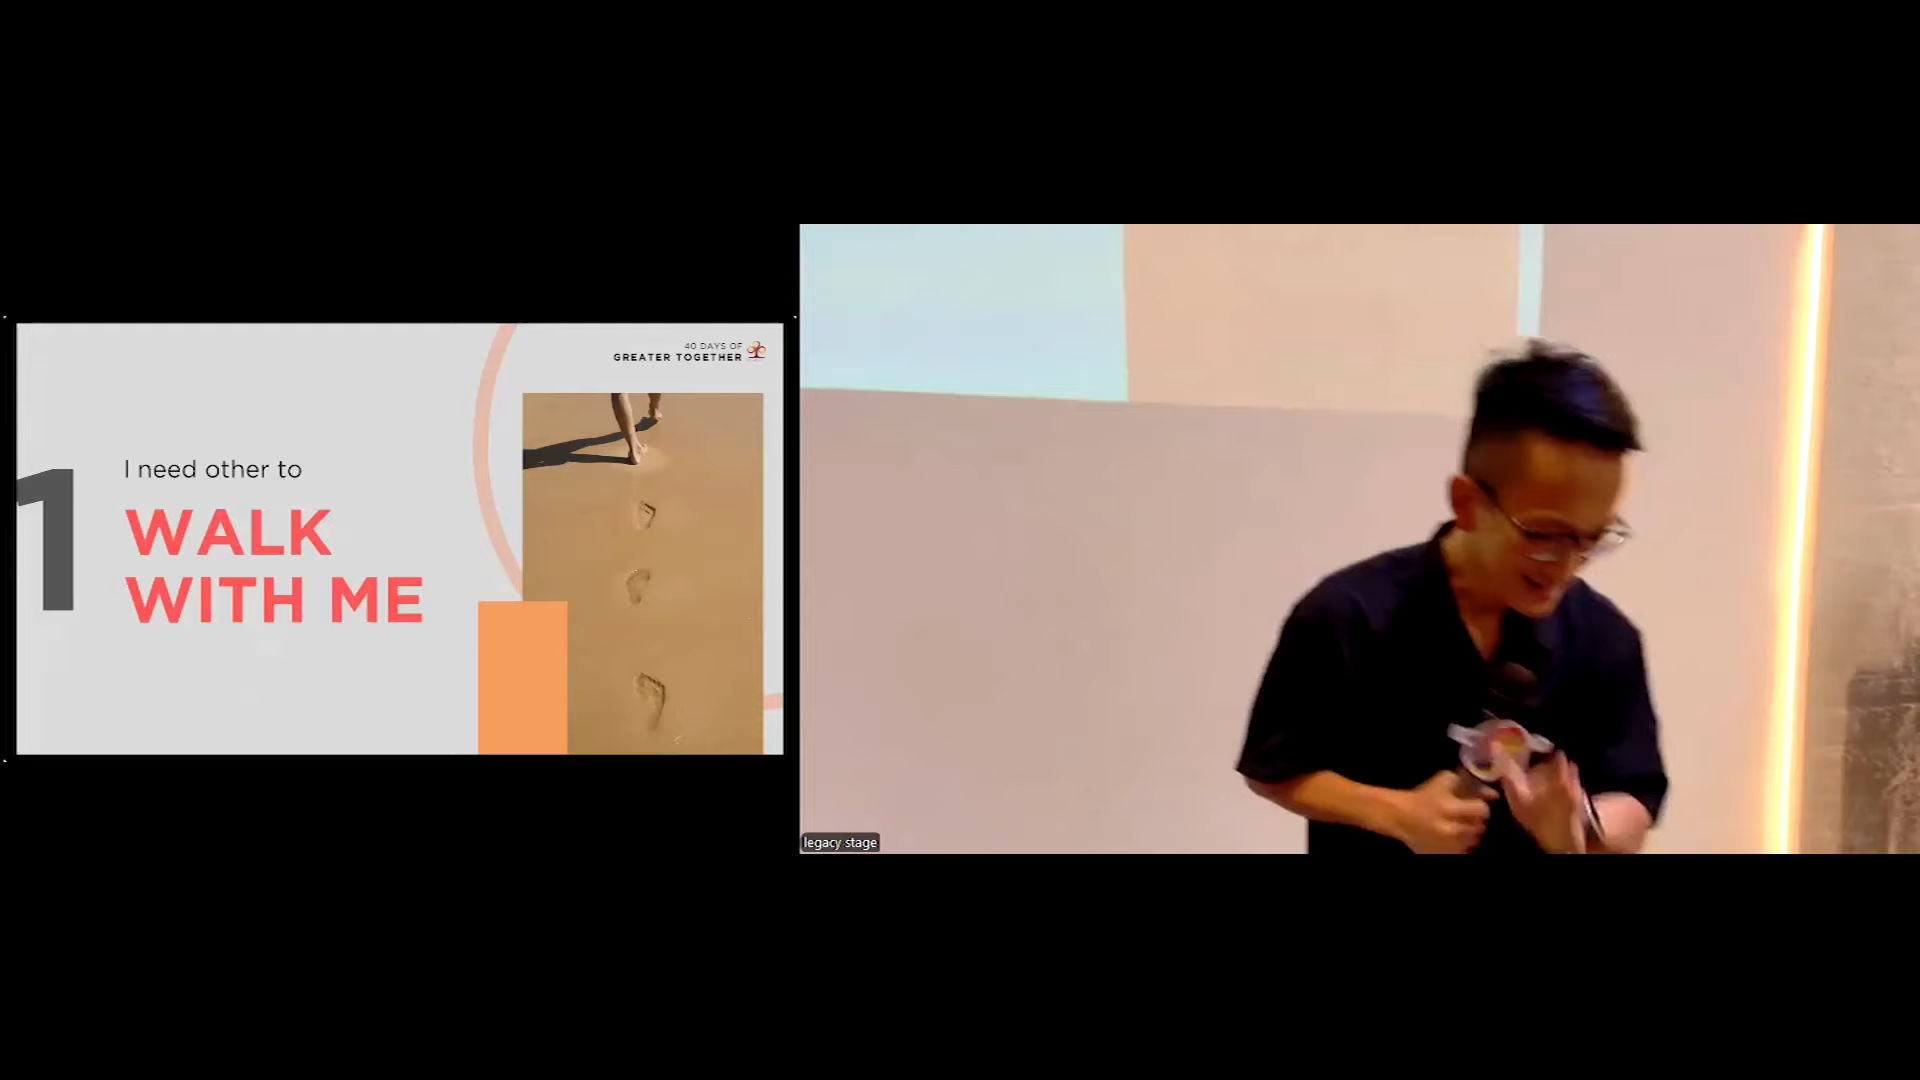 40 DAYS OF
GREATER TOGETHER
1
I need other to
WALK
WITH ME
legacy stage